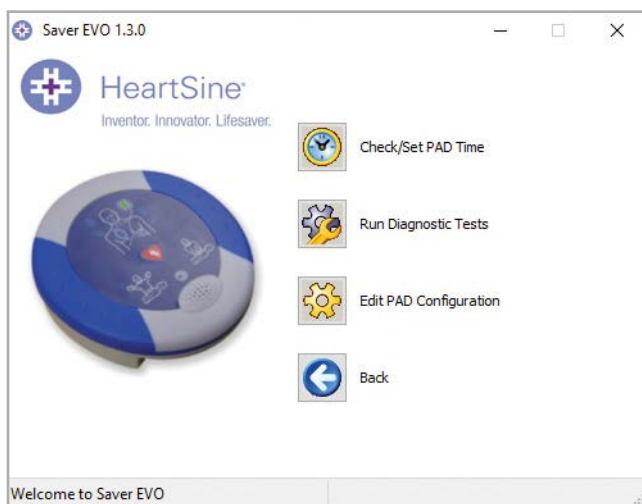 Saver EVO 1.3.0
HeartSine®
Inventor. Innovator. Lifesaver.
Check/Set PAD Time
Run Diagnostic Tests
Edit PAD Configuration
Back
Welcome to Saver EVO